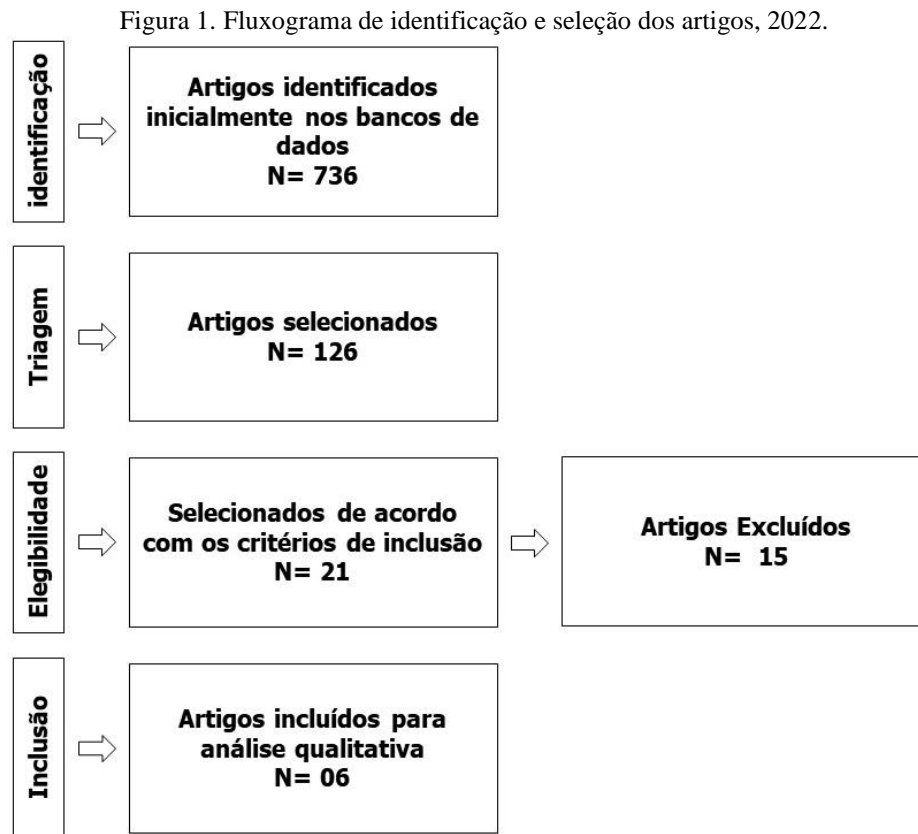 Figura 1. Fluxograma de identificação e seleção dos artigos, 2022.
identificação
Artigos identificados
inicialmente nos bancos de
dados
N= 736
Triagem
Artigos selecionados
N= 126
Elegibilidade
Selecionados de acordo
com os critérios de inclusão
N= 21
Artigos Excluídos
N= 15
Inclusão
Artigos incluídos para
análise qualitativa
N= 06